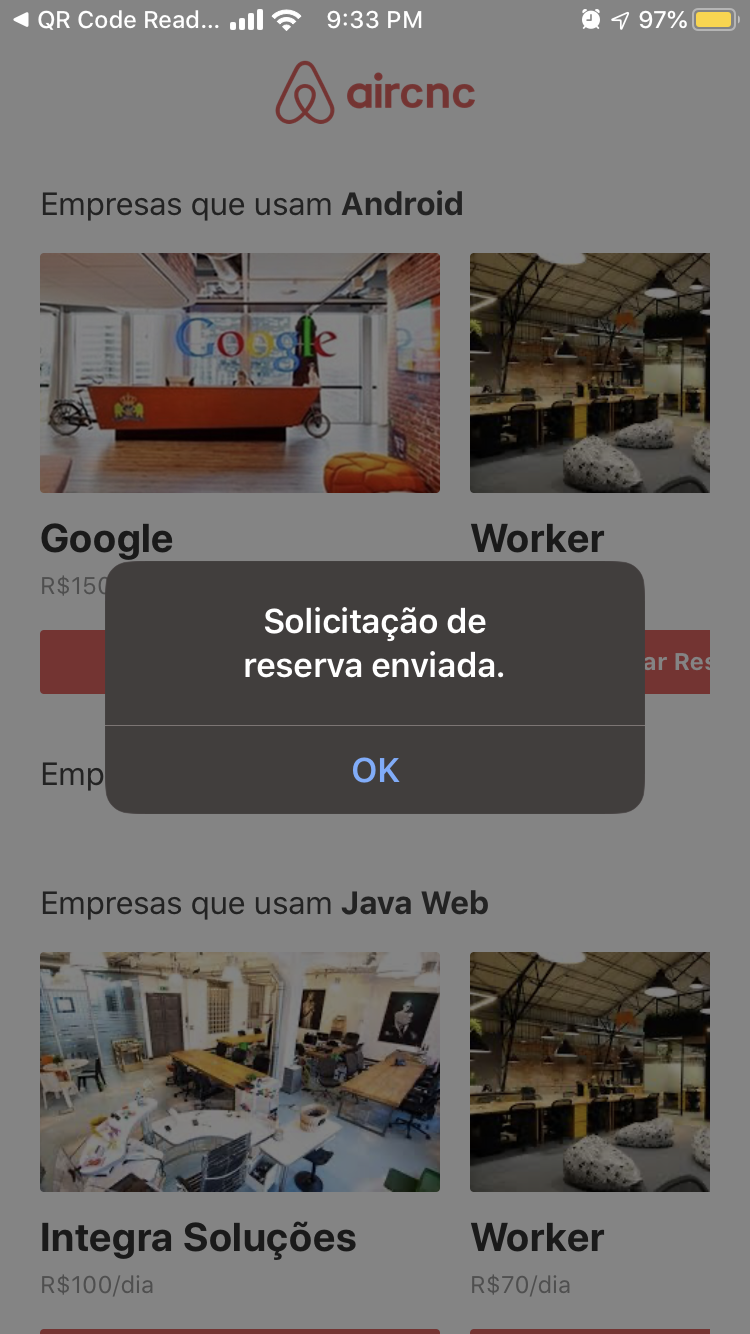 QR Code Read... 9:33 PM 97%
aircnc
Empresas que usam Android
Google
Google Worker
R$150
ar Res
Solicitação de
reserva enviada.
OK
Emp
Empresas que usam Java Web
Integra Soluções Worker
R$100/dia R$70/dia